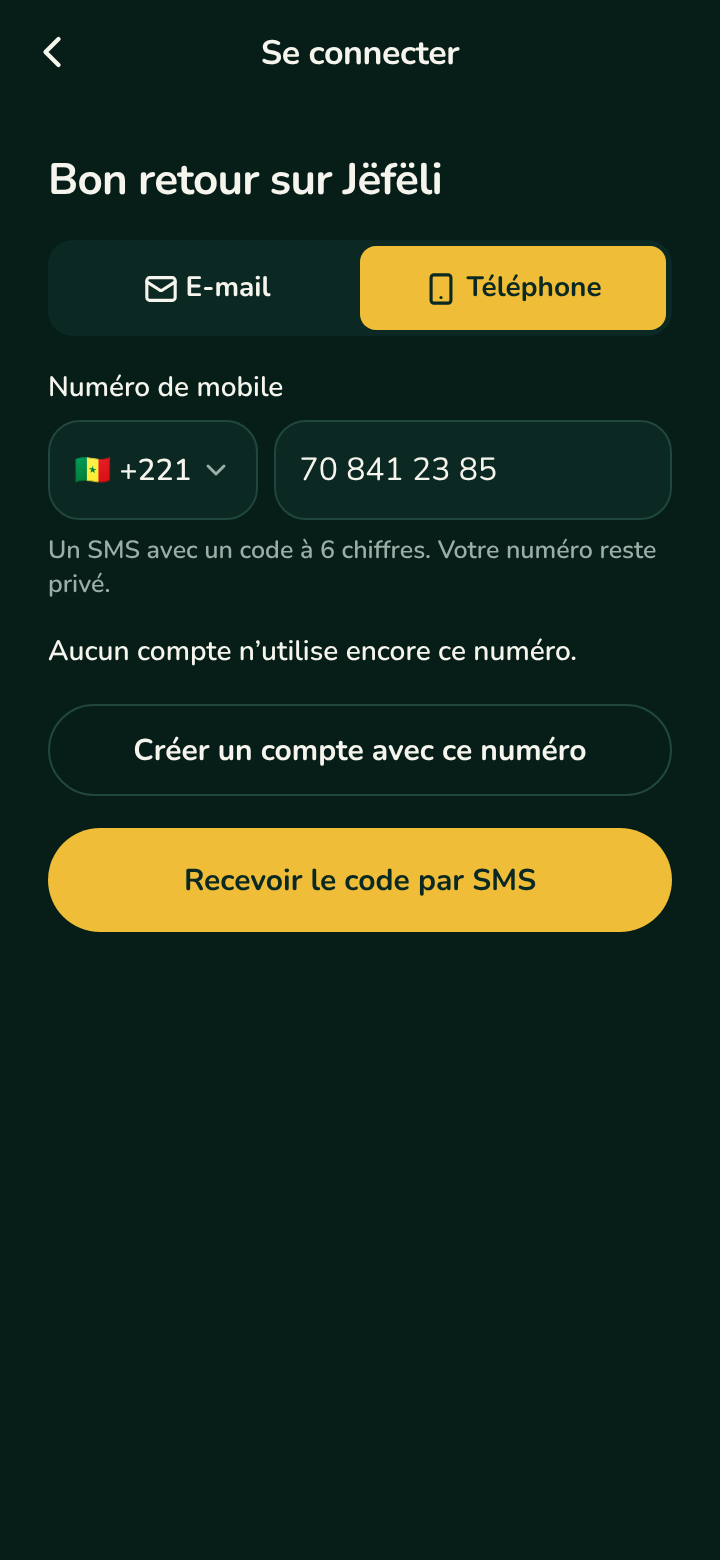 Se connecter
Bon retour sur Jëfëli
E-mail
Téléphone
Numéro de mobile
🇸🇳 +221
70 841 23 85
Un SMS avec un code à 6 chiffres. Votre numéro reste
privé.
Aucun compte n’utilise encore ce numéro.
Créer un compte avec ce numéro
Recevoir le code par SMS